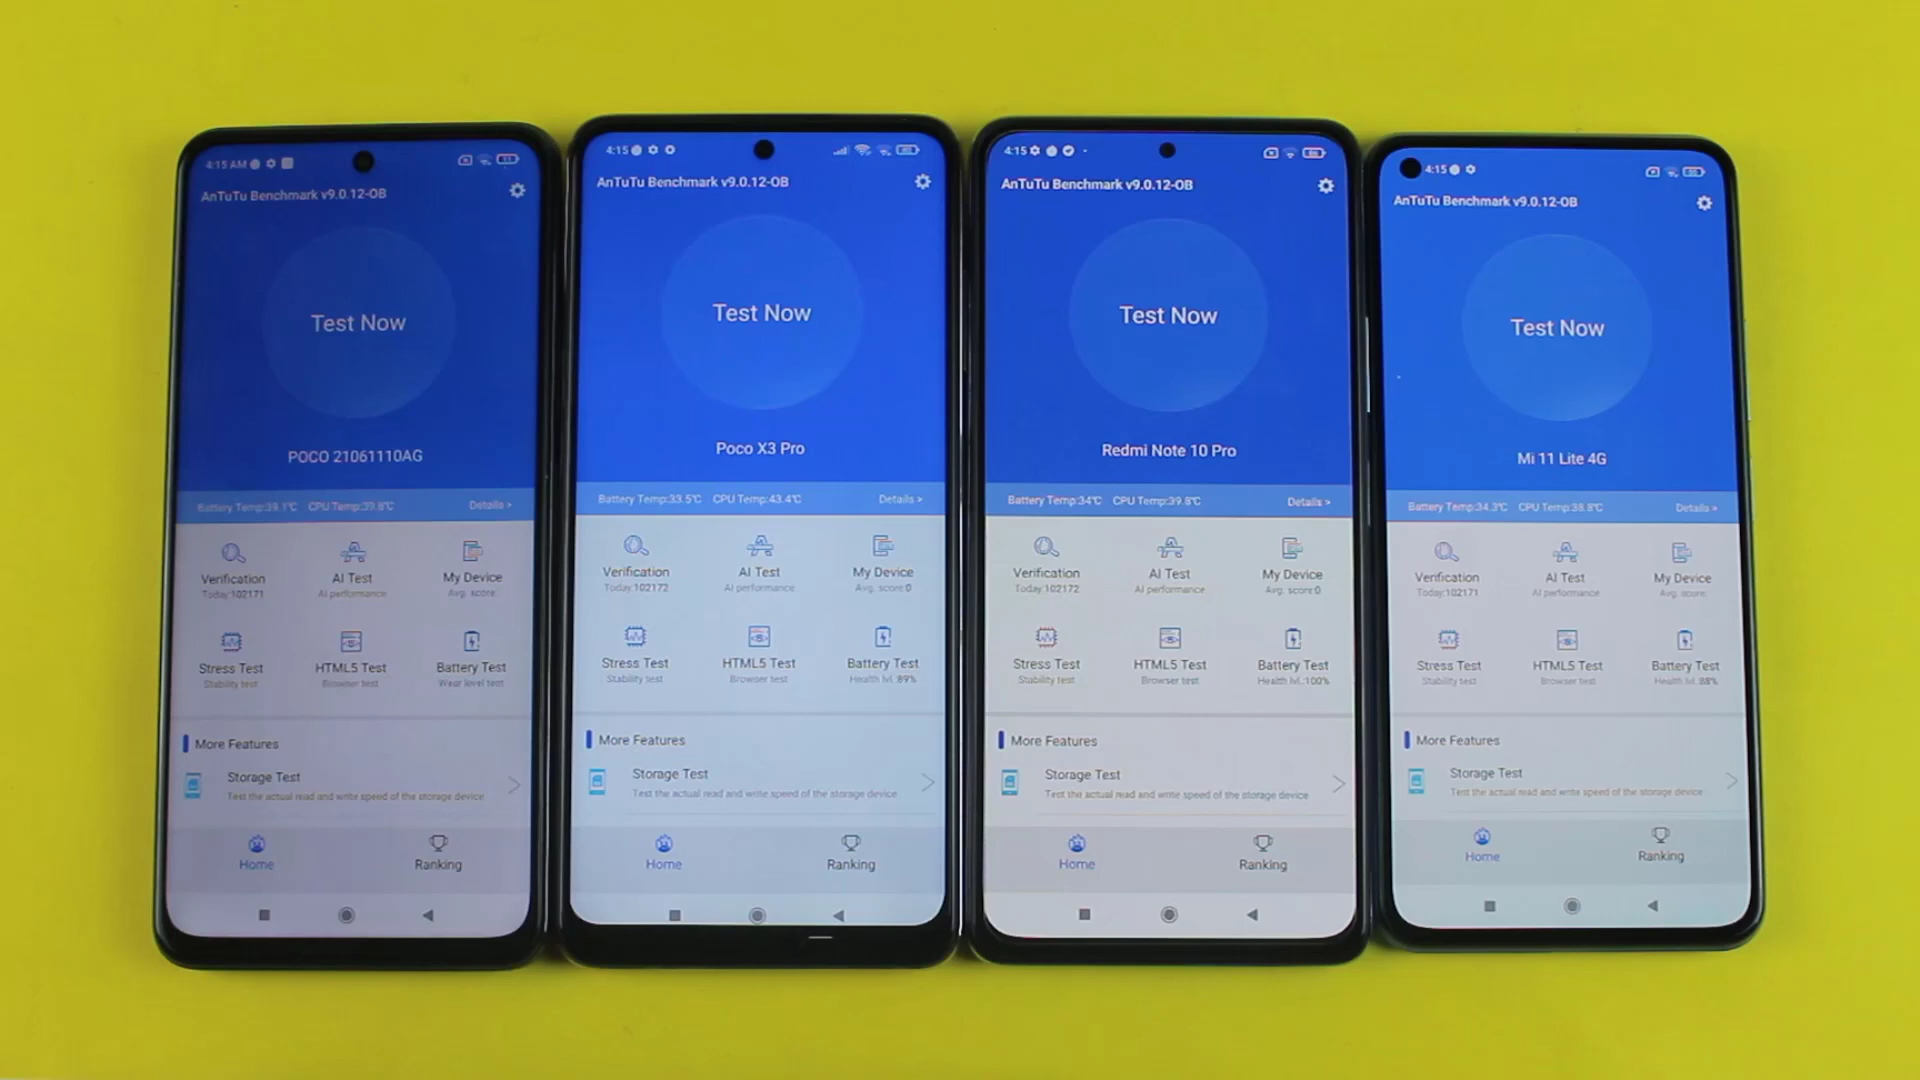 4:15 AM
AnTuTu Benchmark v9.0.12-OB
Test Now
POCO 21061110AG
Battery Temp:39.1℃ CPU Temp:39.8℃ Details >
Verification AI Test My Device
Today:102171 AI performance Avg. score:
Stress Test HTML5 Test Battery Test
Stability test Browser test Wear level test
More Features
Storage Test
Test the actual read and write speed of the storage device
Home Ranking
4:15
AnTuTu Benchmark v9.0.12-OB
Test Now
Poco X3 Pro
Battery Temp:33.5℃ CPU Temp:43.4℃ Details >
Verification AI Test My Device
Today:102172 AI performance Avg. score:0
Stress Test HTML5 Test Battery Test
Stability test Browser test Health lvl.:89%
More Features
Storage Test
Test the actual read and write speed of the storage device
Home Ranking
4:15
AnTuTu Benchmark v9.0.12-OB
Test Now
Redmi Note 10 Pro
Battery Temp:34℃ CPU Temp:39.8℃ Details >
Verification AI Test My Device
Today:102172 AI performance Avg. score:0
Stress Test HTML5 Test Battery Test
Stability test Browser test Health lvl.:100%
More Features
Storage Test
Test the actual read and write speed of the storage device
Home Ranking
4:15
AnTuTu Benchmark v9.0.12-OB
Test Now
Mi 11 Lite 4G
Battery Temp:34.3℃ CPU Temp:38.8℃ Details >
Verification AI Test My Device
Today:102171 AI performance Avg. score:
Stress Test HTML5 Test Battery Test
Stability test Browser test Health lvl.:88%
More Features
Storage Test
Test the actual read and write speed of the storage device
Home Ranking